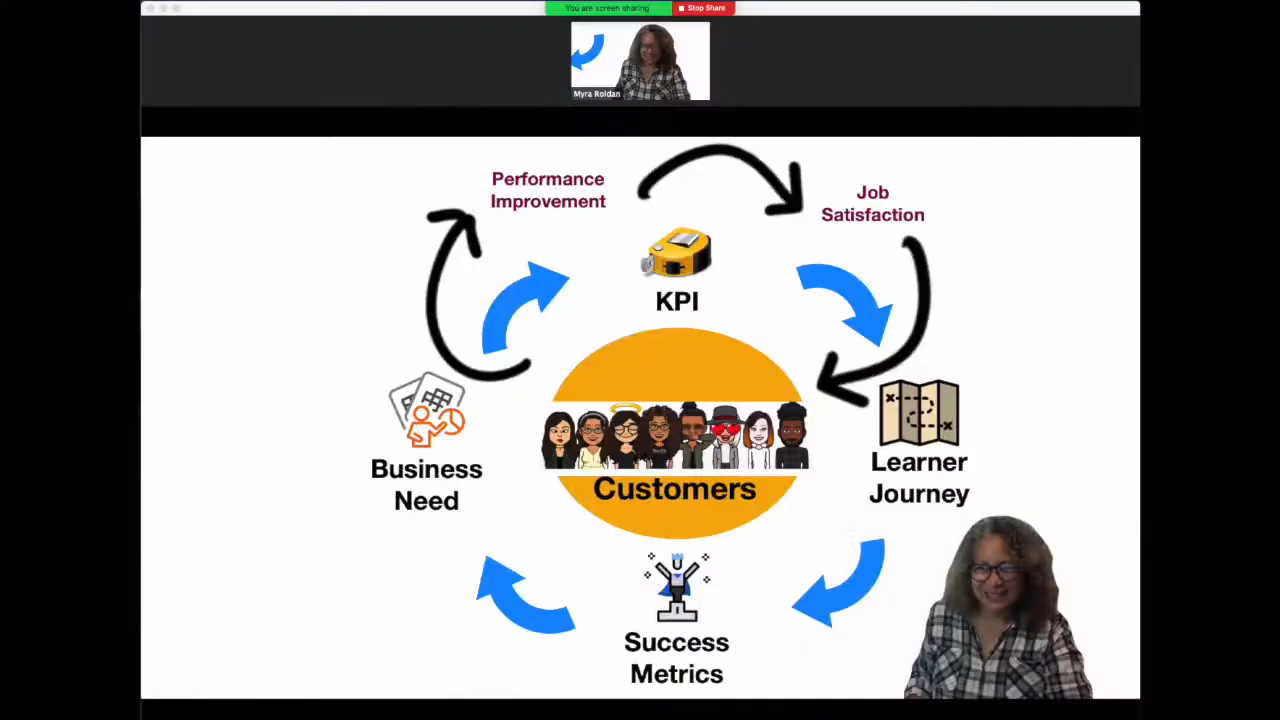 You are screen sharing
Stop Share
Myra Roldan
Performance
Improvement
Job
Satisfaction
KPI
Business
Need
Customers
Learner
Journey
Success
Metrics